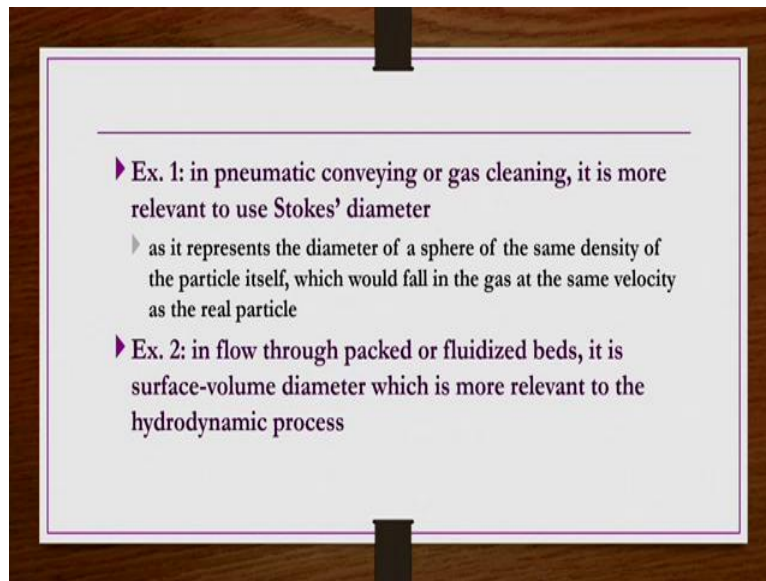 Ex. 1: in pneumatic conveying or gas cleaning, it is more
relevant to use Stokes’ diameter
as it represents the diameter of a sphere of the same density of
the particle itself, which would fall in the gas at the same velocity
as the real particle
Ex. 2: in flow through packed or fluidized beds, it is
surface-volume diameter which is more relevant to the
hydrodynamic process